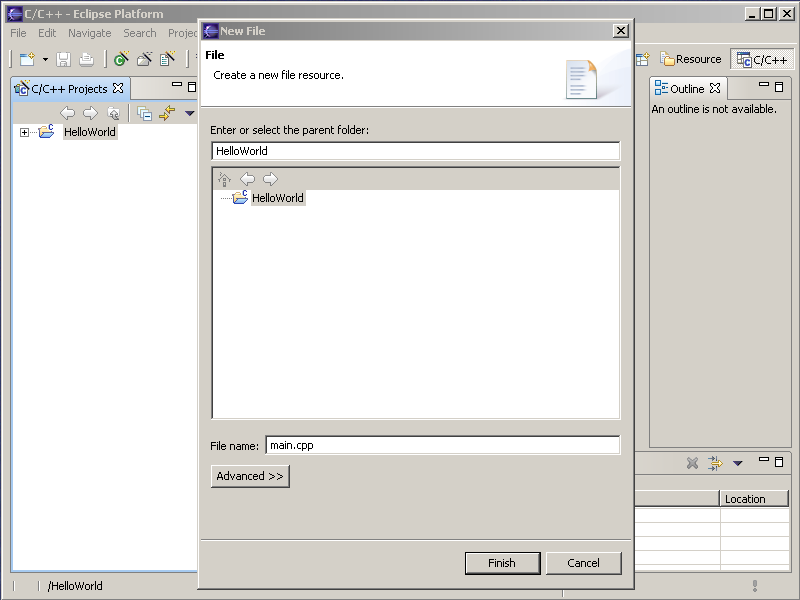 C/C++ - Eclipse Platform
File Edit Navigate Search Projec
Resource
C/C++
C/C++ Projects
HelloWorld
New File
File
Create a new file resource.
Enter or select the parent folder:
HelloWorld
HelloWorld
File name: main.cpp
Advanced >>
Finish Cancel
Outline
An outline is not available.
Location
/HelloWorld